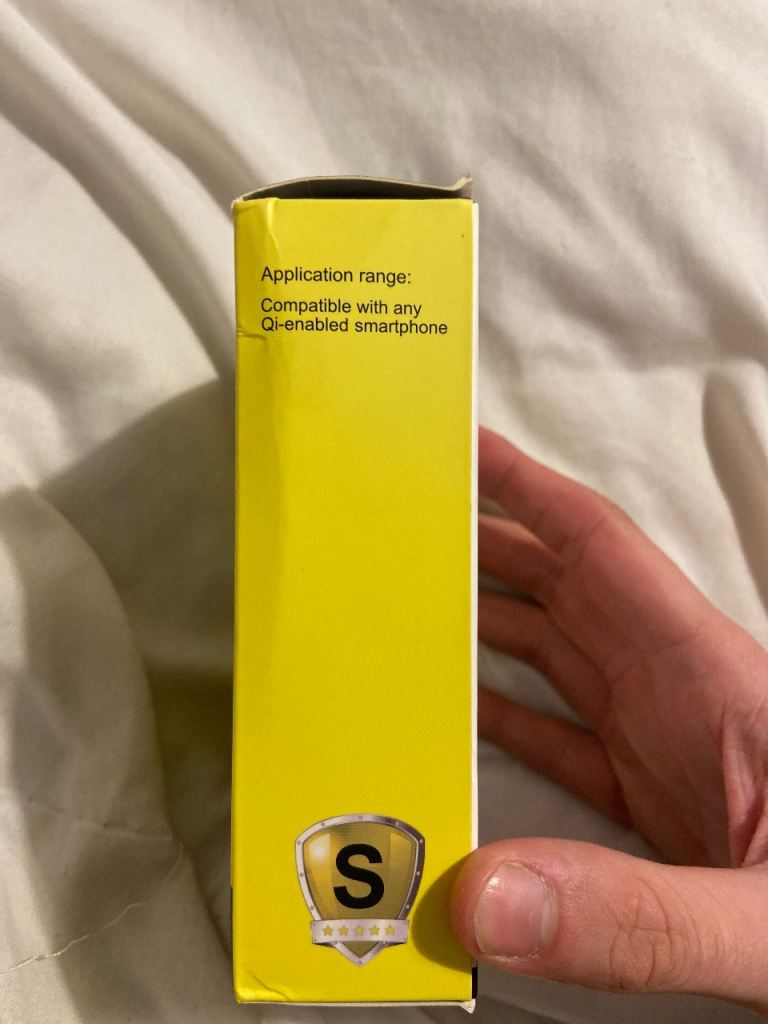 Application range:
Compatible with any
Qi-enabled smartphone
S